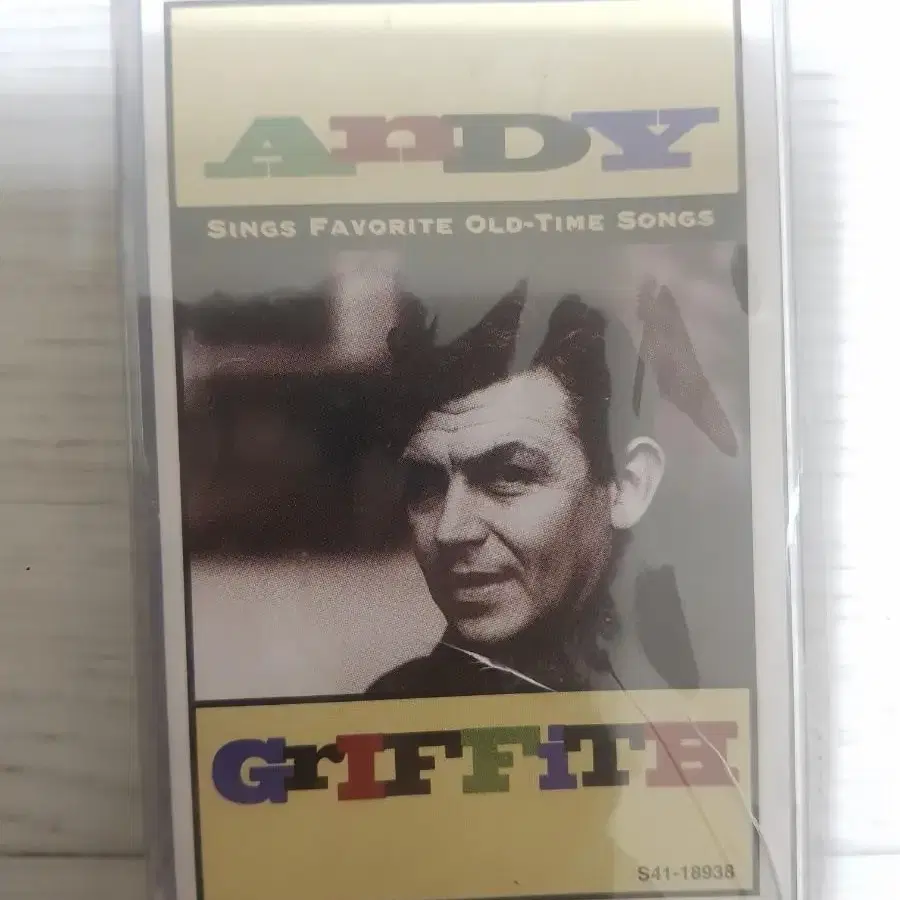 AnDY
SINGS FAVORITE OLD-TIME SONGS
GrIFFiTH
S41-18938